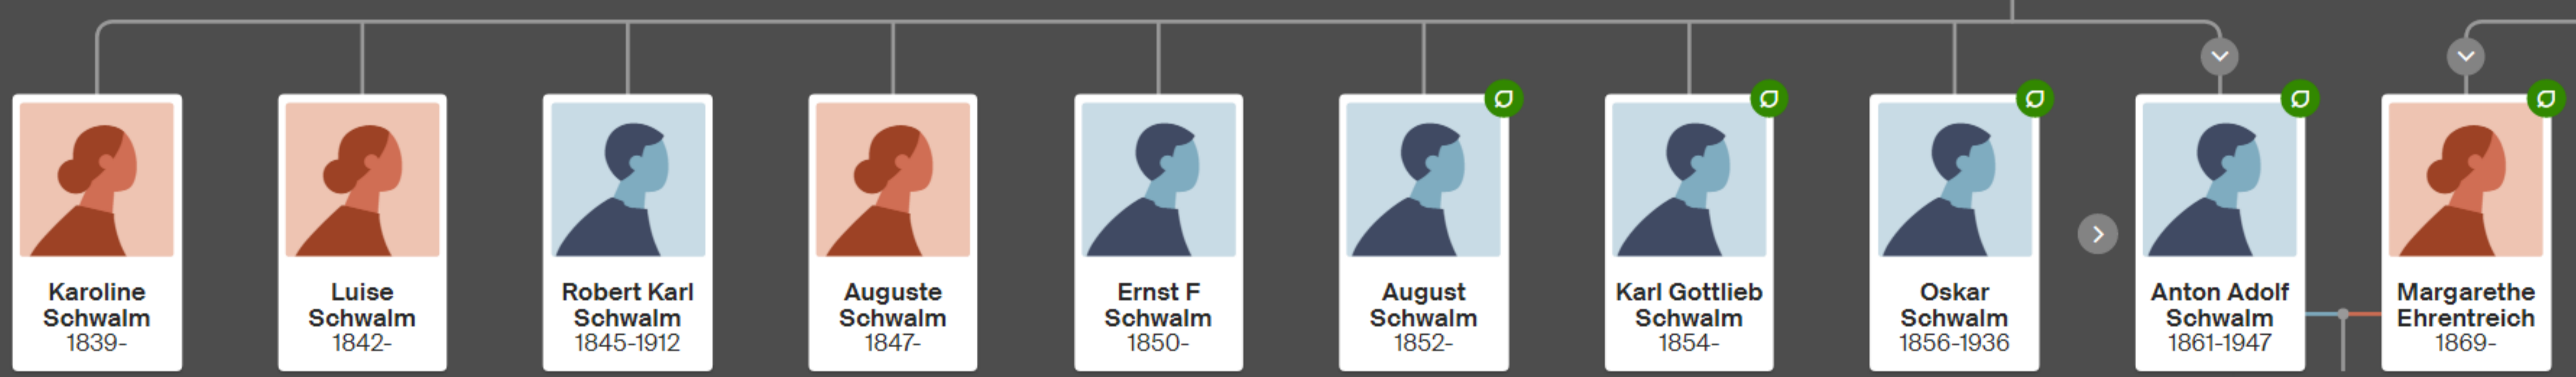 Karoline
Schwalm
1839-
Luise
Schwalm
1842-
Robert Karl
Schwalm
1845-1912
Auguste
Schwalm
1847-
Ernst F
Schwalm
1850-
August
Schwalm
1852-
Karl Gottlieb
Schwalm
1854-
Oskar
Schwalm
1856-1936
Anton Adolf
Schwalm
1861-1947
Margarethe
Ehrentreich
1869-